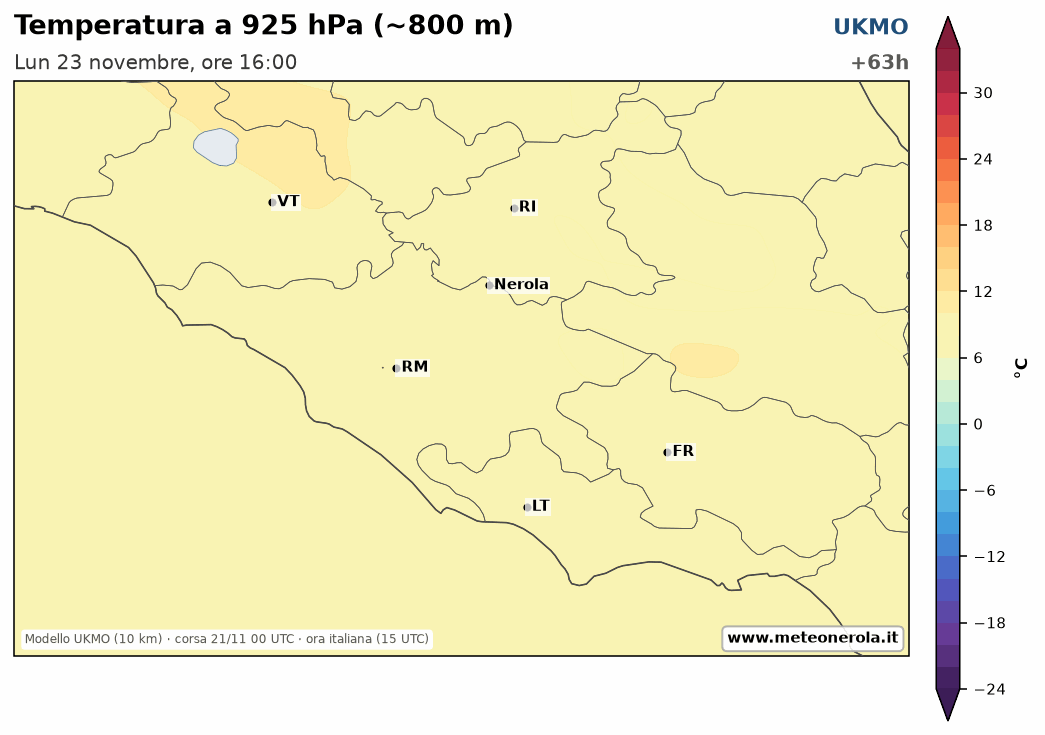 Temperatura a 925 hPa (~800 m)
UKMO
Lun 23 novembre, ore 16:00
+63h
VT
RI
Nerola
RM
FR
LT
Modello UKMO (10 km) · corsa 21/11 00 UTC · ora italiana (15 UTC)
www.meteonerola.it
30
24
18
12
6
0
−6
−12
−18
−24
°C